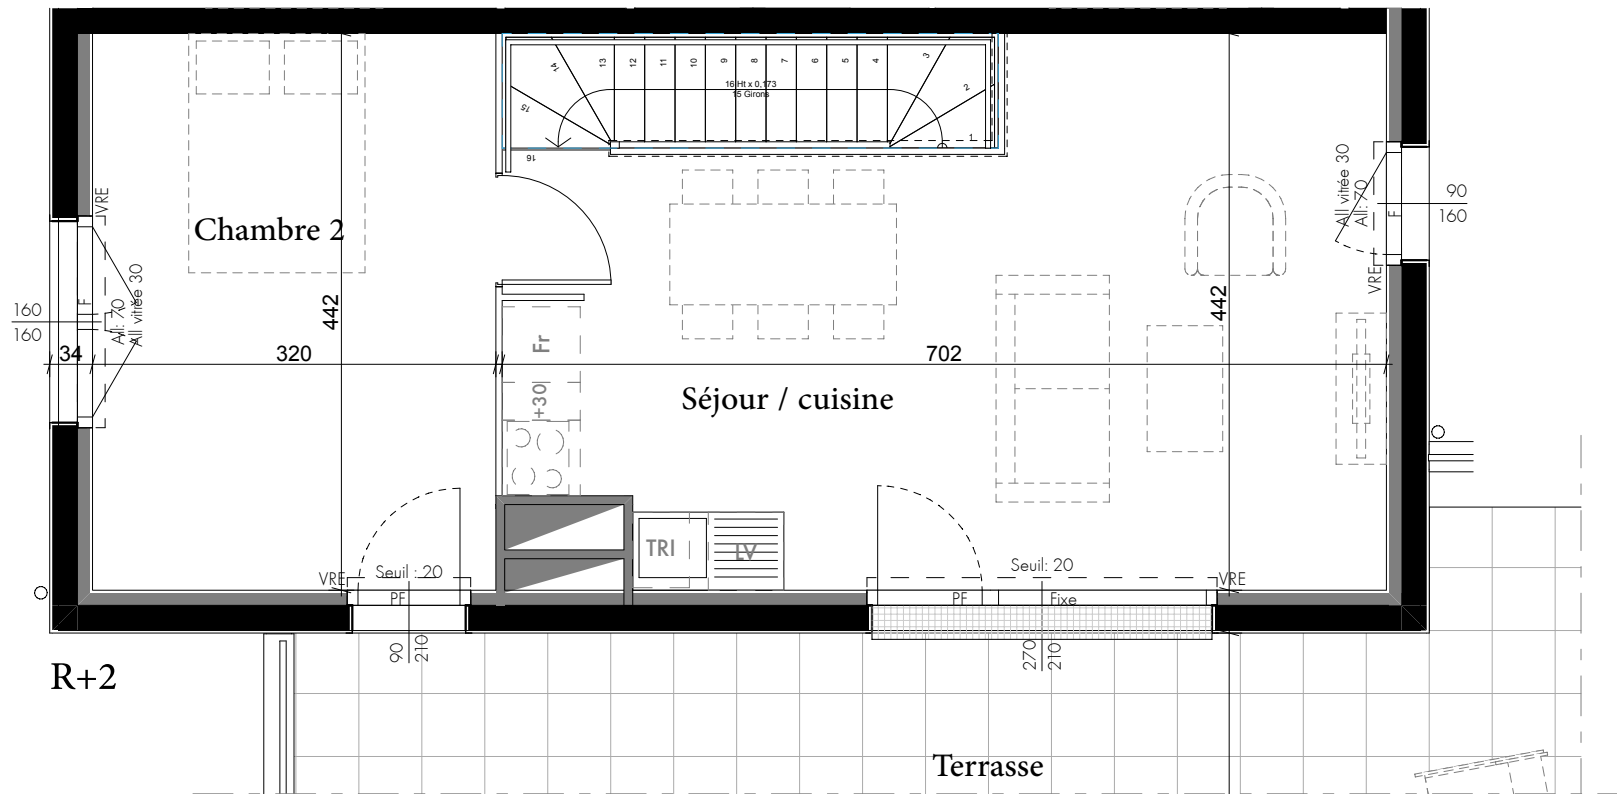 14
13
12
11
10
9
8
7
6
5
4
3
2
1
15
16
16 Ht x 0,173
15 Girons
VRE
Chambre 2
160
160
F
All: 70
All vitrée 30
442
34
320
Fr
+30
702
Séjour / cuisine
442
All vitrée 30
All: 70
F
90
160
VRE
TRI
LV
VRE
Seuil : 20
PF
90
210
Seuil: 20
PF
Fixe
VRE
270
210
R+2
Terrasse